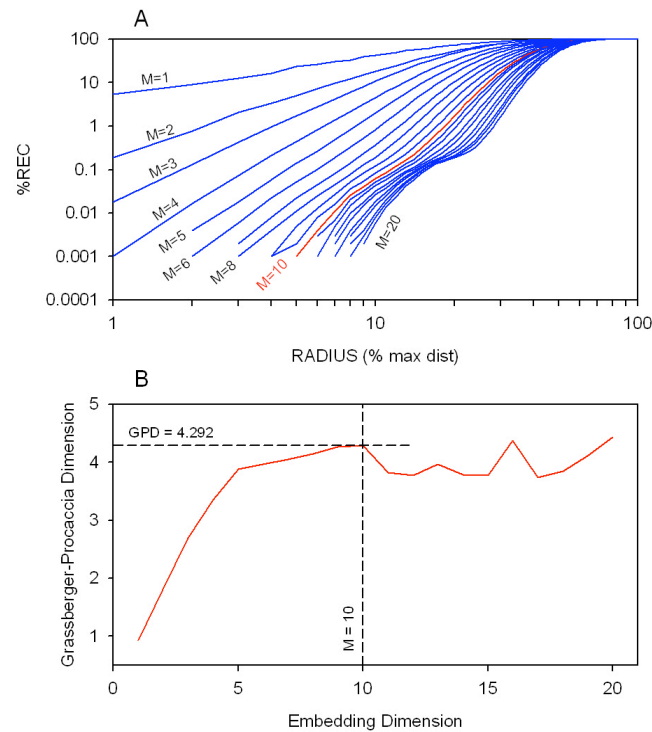 A
100
10
1
0.1
0.01
0.001
0.0001
%REC
M=1
M=2
M=3
M=4
M=5
M=6
M=8
M=10
M=20
1
10
100
RADIUS (% max dist)
B
5
4
3
2
1
Grassberger-Procaccia Dimension
GPD = 4.292
M = 10
0
5
10
15
20
Embedding Dimension